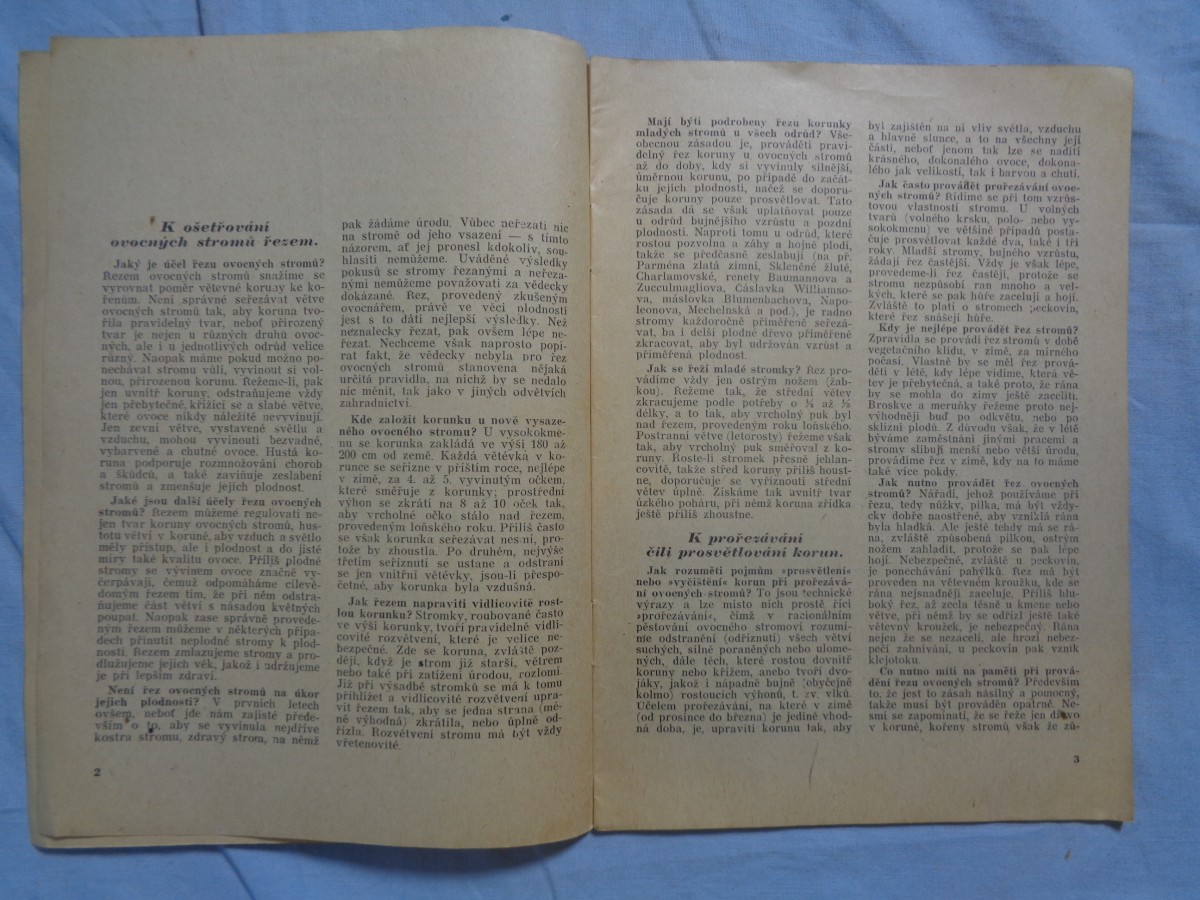 K ošetřování
ovocných stromů řezem.
Jaký je účel řezu ovocných stromů?
Řezem ovocných stromů snažíme se
vyrovnat poměr větevné koruny ke ko-
řenům. Není správné seřezávat větve
ovocných stromů tak, aby koruna tvo-
řila pravidelný tvar, neboť přirozený
tvar je nejen u různých druhů ovoc-
ných, ale i u jednotlivých odrůd velice
různý. Naopak máme pokud možno po-
nechávat stromu vůli, vyvinout si vol-
nou, přirozenou korunu. Řežeme-li, pak
jen uvnitř koruny, odstraňujeme vždy
jen přebytečné, křížící se a slabé větve,
které ovoce nikdy náležitě nevyvinují.
Jen zevní větve, vystavené světlu a
vzduchu, mohou vyvinouti bezvadné,
vybarvené a chutné ovoce. Hustá ko-
runa podporuje rozmnožování chorob
a škůdců, a také zaviňuje zeslabení
stromů a zmenšuje jejich plodnost.
Jaké jsou další účely řezu ovocných
stromů? Řezem můžeme regulovati ne-
jen tvar koruny ovocných stromů, hus-
totu větví v koruně, aby vzduch a světlo
měly přístup, ale i plodnost a do jisté
míry také kvalitu ovoce. Příliš plodné
stromy se vývinem ovoce značně vy-
čerpávají, čemuž odpomáháme cílevě-
domým řezem tím, že při něm odstra-
ňujeme část větví s násadou květných
poupat. Naopak zase správně provede-
ným řezem můžeme v některých přípa-
dech přinutit neplodné stromy k plod-
nosti. Řezem zmlazujeme stromy a pro-
dlužujeme jejich věk, jakož i udržujeme
je při lepším zdraví.
Není řez ovocných stromů na úkor
jejich plodnosti? V prvních letech
ovšem, neboť jde nám zajisté přede-
vším o to, aby se vyvinula nejdříve
kostra stromu, zdravý strom, na němž
pak žádáme úrodu. Vůbec neřezati nic
na stromě od jeho vsazení — s tímto
názorem, ať jej pronesl kdokoliv, sou-
hlasiti nemůžeme. Uváděné výsledky
pokusů se stromy řezanými a neřeza-
nými nemůžeme považovati za vědecky
dokázané. Řez, provedený zkušeným
ovocnářem, právě ve věci plodnosti
jest s to dáti nejlepší výsledky. Než
neznalecky řezat, pak ovšem lépe ne-
řezat. Nechceme však naprosto popí-
rat fakt, že vědecky nebyla pro řez
ovocných stromů stanovena nějaká
určitá pravidla, na nichž by se nedalo
nic měnit, tak jako v jiných odvětvích
zahradnictví.
Kde založit korunku u nově vysaze-
ného ovocného stromu? U vysokokme-
nu se korunka zakládá ve výši 180 až
200 cm od země. Každá větévka v ko-
runce se seřízne v příštím roce, nejlépe
v zimě, za 4. až 5. vyvinutým očkem,
které směřuje z korunky; prostřední
výhon se zkrátí na 8 až 10 oček tak,
aby vrcholné očko stálo nad řezem,
provedeným loňského roku. Příliš často
se však korunka seřezávat nesmí, pro-
tože by zhoustla. Po druhém, nejvýše
třetím seříznutí se ustane a odstraní
se jen vnitřní větévky, jsou-li přespo-
četné, aby korunka byla vzdušná.
Jak řezem napraviti vidlicovitě rost-
lou korunku? Stromky, roubované často
ve výši korunky, tvoří pravidelně vidli-
covité rozvětvení, které je velice ne-
bezpečné. Zde se koruna, zvláště poz-
ději, když je strom již starší, větrem
nebo také při zatížení úrodou, rozlomí.
Již při výsadbě stromků se má k tomu
přihlížet a vidlicovité rozvětvení upra-
vit řezem tak, aby se jedna strana (mé-
ně výhodná) zkrátila, nebo úplně od-
řízla. Rozvětvení stromu má být vždy
vřetenovité.
2
Mají býti podrobeny řezu korunky
mladých stromů u všech odrůd? Vše-
obecnou zásadou je, prováděti pravi-
delný řez koruny u ovocných stromů
až do doby, kdy si vyvinuly silnější,
úměrnou korunu, po případě do začát-
ku jejich plodnosti, načež se doporu-
čuje koruny pouze prosvětlovat. Tato
zásada dá se však uplatňovat pouze
u odrůd bujnějšího vzrůstu a pozdní
plodnosti. Naproti tomu u odrůd, které
rostou pozvolna a záhy a hojně plodí,
takže se předčasně zeslabují (na př.
Parména zlatá zimní, Skleněné žluté,
Charlamovské, renety Baumannova a
Zucculmagliova, Čáslavka Williamso-
va, máslovka Blumenbachova, Napo-
leonova, Mechelnská a pod.), je radno
stromky každoročně přiměřeně seřezá-
vat, ba i delší plodné dřevo přiměřeně
zkracovat, aby byl udržován vzrůst a
přiměřená plodnost.
Jak se řeží mladé stromky? Řez pro-
vádíme vždy jen ostrým nožem (žab-
kou). Řežeme tak, že střední větev
zkracujeme podle potřeby o ¼ až ⅓
délky, a to tak, aby vrcholný puk byl
nad řezem, provedeným roku loňského.
Postranní větve (letorosty) řežeme však
tak, aby vrcholný puk směřoval z ko-
runy. Roste-li stromek přesně jehlan-
covitě, takže střed koruny příliš houst-
ne, doporučuje se vyříznouti střední
větev úplně. Získáme tak uvnitř tvar
úzkého poháru, při němž koruna zřídka
ještě příliš zhoustne.
K prořezávání
čili prosvětlování korun.
Jak rozuměti pojmům »prosvětlení«
nebo »vyčištění« korun při prořezává-
ní ovocných stromů? To jsou technické
výrazy a lze místo nich prostě říci
»prořezávání«, čímž v racionálním
pěstování ovocného stromoví rozumí-
me odstranění (odříznutí) všech větví
suchých, silně poraněných nebo ulome-
ných, dále těch, které rostou dovnitř
koruny nebo křížem, anebo tvoří dvo-
jáky, jakož i nápadně bujně (obyčejně
kolmo) rostoucích výhonů, t. zv. vlků.
Účelem prořezávání, na které v zimě
(od prosince do března) je jedině vhod-
ná doba, je, upraviti korunu tak, aby
byl zajištěn na ni vliv světla, vzduchu
a hlavně slunce, a to na všechny její
části, neboť jenom tak lze se nadíti
krásného, dokonalého ovoce, dokona-
lého jak velikostí, tak i barvou a chutí.
Jak často provádět prořezávání ovoc-
ných stromů? Řídíme se při tom vzrůs-
tovou vlastností stromu. U volných
tvarů (volného krsku, polo- nebo vy-
sokokmenu) ve většině případů posta-
čuje prosvětlovat každé dva, také i tři
roky. Mladší stromy, bujného vzrůstu,
žádají řez častější. Vždy je však lépe,
provedeme-li řez častěji, protože se
stromu nezpůsobí ran mnoho a vel-
kých, které se pak hůře zacelují a hojí.
Zvláště to platí o stromech peckovin,
které řez snášejí hůře.
Kdy je nejlépe provádět řez stromů?
Zpravidla se provádí řez stromů v době
vegetačního klidu, v zimě, za mírného
počasí. Vlastně by se měl řez prová-
děti v létě, kdy lépe vidíme, která vě-
tev je přebytečná, a také proto, že rána
by se mohla do zimy ještě zaceliti.
Broskve a meruňky řežeme proto nej-
výhodněji buď po odkvětu, nebo po
sklizni plodů. Z důvodu však, že v létě
býváme zaměstnáni jinými pracemi a
stromy slibují menší nebo větší úrodu,
provádíme řez v zimě, kdy na to máme
také více pokdy.
Jak nutno provádět řez ovocných
stromů? Nářadí, jehož používáme při
řezu, tedy nůžky, pilka, má být vždyc-
ky dobře naostřené, aby vzniklá rána
byla hladká. Ale ještě tehdy má se rá-
na, zvláště způsobená pilkou, ostrým
nožem zahladit, protože se pak lépe
hojí. Nebezpečné, zvláště u peckovin,
je ponechávání pahýlků. Řez má být
proveden na větevném kroužku, kde se
rána nejsnadněji zaceluje. Příliš hlu-
boký řez, až zcela těsně u kmene nebo
větve, při němž by se odřízl ještě také
větevný kroužek, je nebezpečný. Rána
nejen že se nezacelí, ale hrozí nebez-
pečí zahnívání, u peckovin pak vznik
klejotoku.
Co nutno míti na paměti při prová-
dění řezu ovocných stromů? Především
to, že jest to zásah násilný a pomocný,
takže musí být prováděn opatrně. Ne-
smí se zapomínati, že se řeže jen dřevo
v koruně, kořeny stromů však že zů-
3